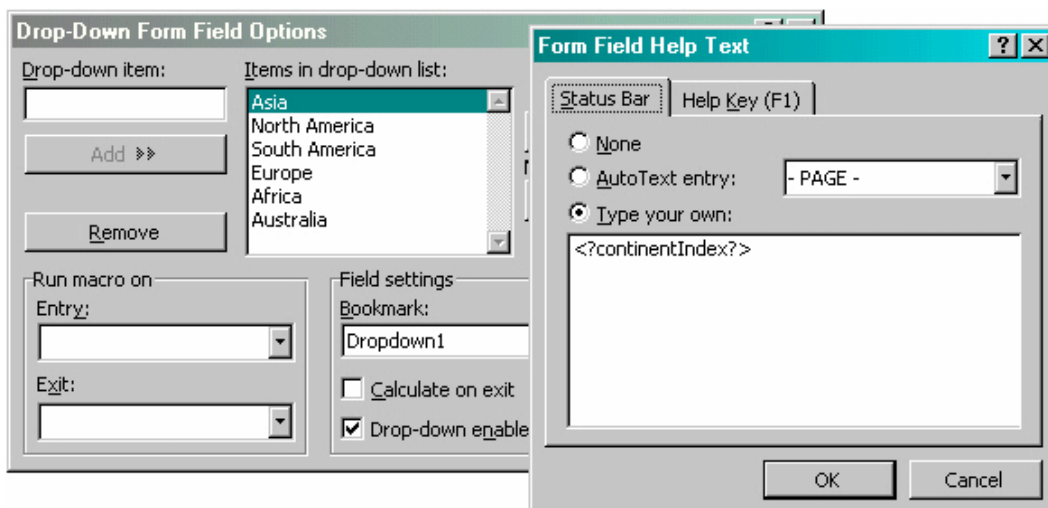 Drop-Down Form Field Options
Drop-down item:
Items in drop-down list:
Asia
North America
South America
Europe
Africa
Australia
Add
Remove
Run macro on
Entry:
Exit:
Field settings
Bookmark:
Dropdown1
Calculate on exit
Drop-down enable
Form Field Help Text
Status Bar
Help Key (F1)
None
AutoText entry:
- PAGE -
Type your own:
<?continentIndex?>
OK
Cancel